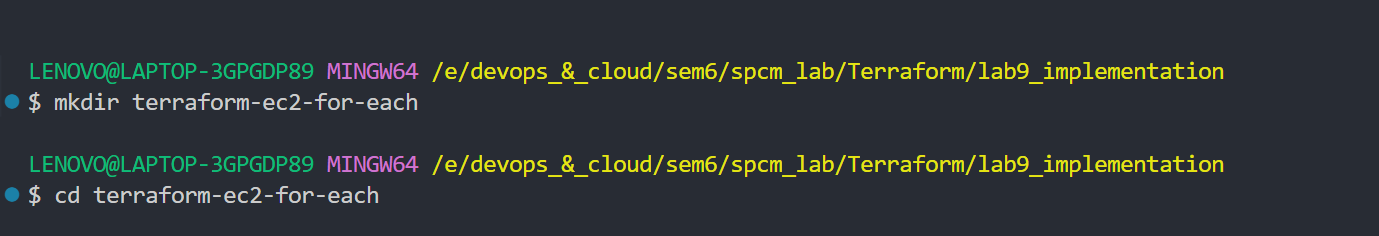 LENOVO@LAPTOP-3GPGDP89 MINGW64 /e/devops_&_cloud/sem6/spcm_lab/Terraform/lab9_implementation
$ mkdir terraform-ec2-for-each
LENOVO@LAPTOP-3GPGDP89 MINGW64 /e/devops_&_cloud/sem6/spcm_lab/Terraform/lab9_implementation
$ cd terraform-ec2-for-each